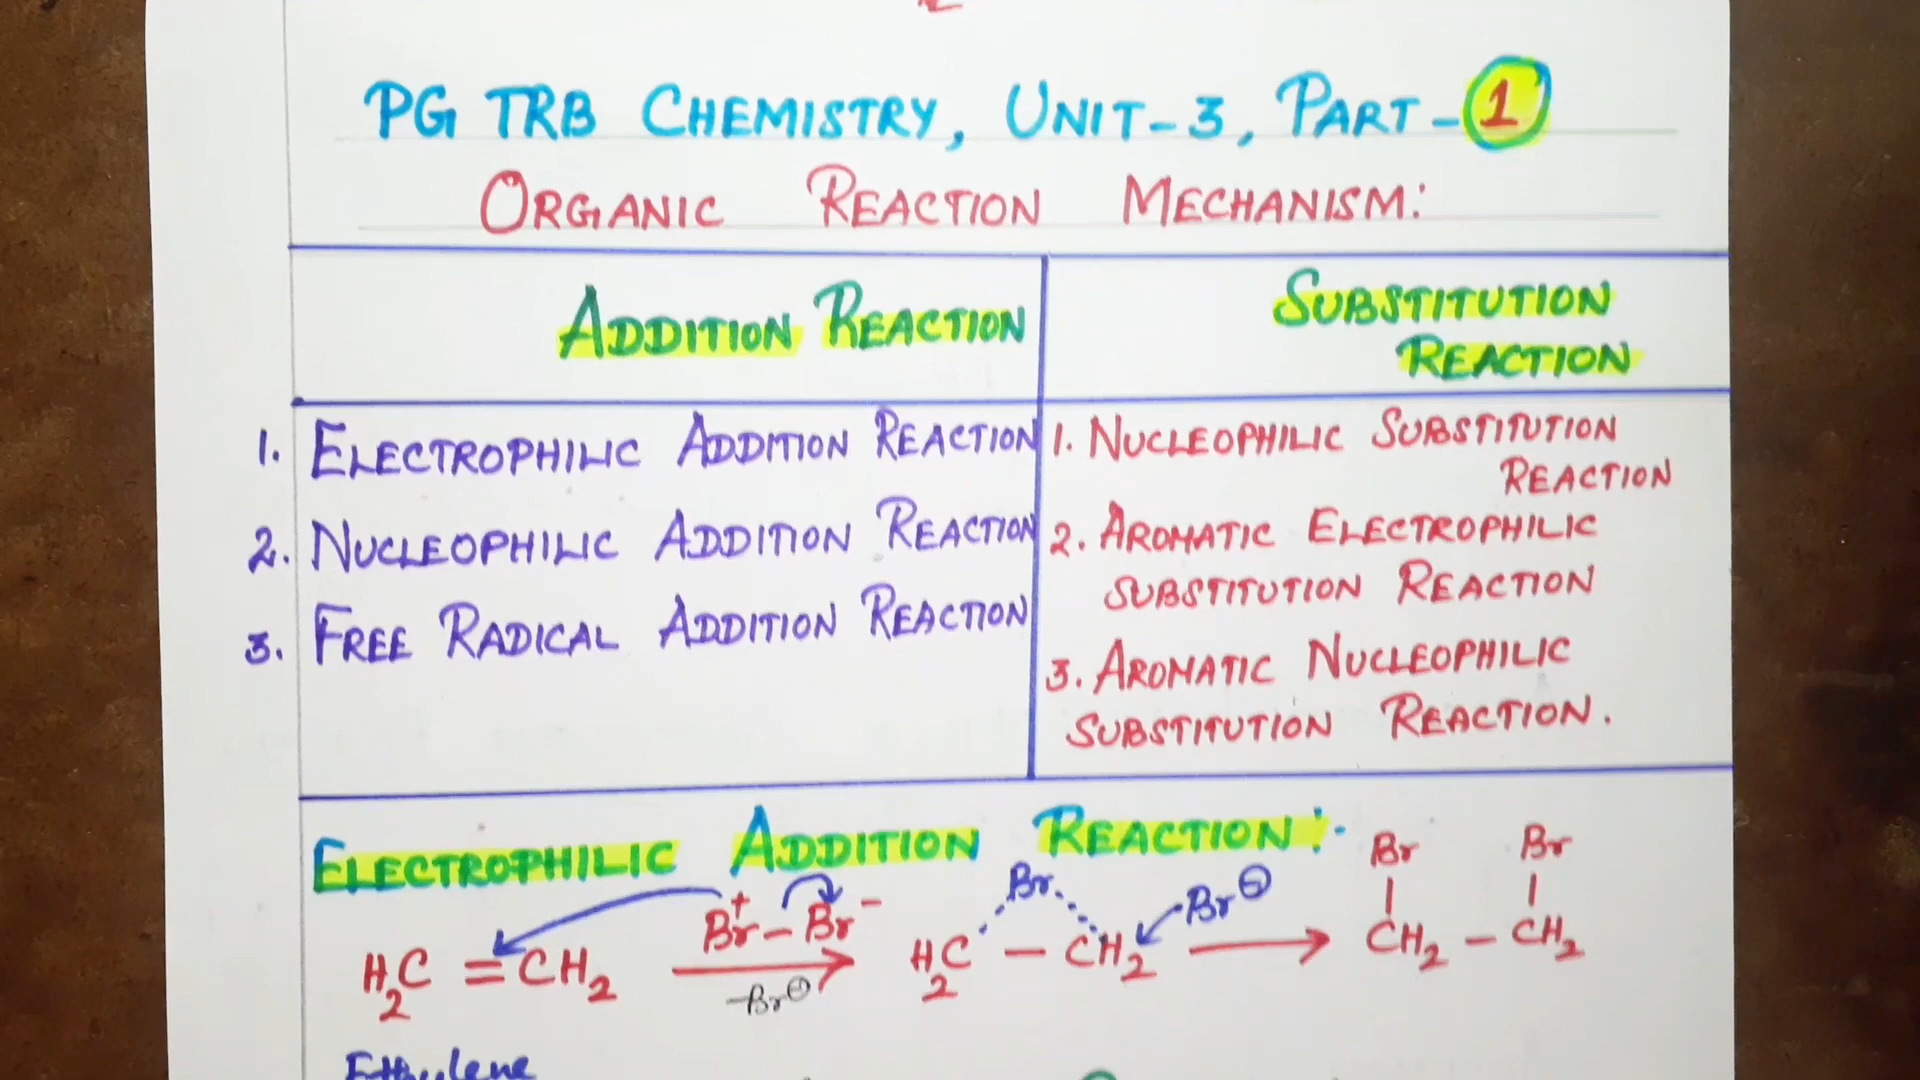 PG TRB CHEMISTRY, UNIT-3, PART-1
ORGANIC REACTION MECHANISM:
ADDITION REACTION
1. ELECTROPHILIC ADDITION REACTION
2. NUCLEOPHILIC ADDITION REACTION
3. FREE RADICAL ADDITION REACTION
SUBSTITUTION
REACTION
1. NUCLEOPHILIC SUBSTITUTION
REACTION
2. AROMATIC ELECTROPHILIC
SUBSTITUTION REACTION
3. AROMATIC NUCLEOPHILIC
SUBSTITUTION REACTION.
ELECTROPHILIC ADDITION REACTION:-
Br Br
Br⁺-Br⁻ Br Br⊖
H₂C=CH₂ → H₂C-CH₂ → CH₂-CH₂
-Br⊖
Ethylene